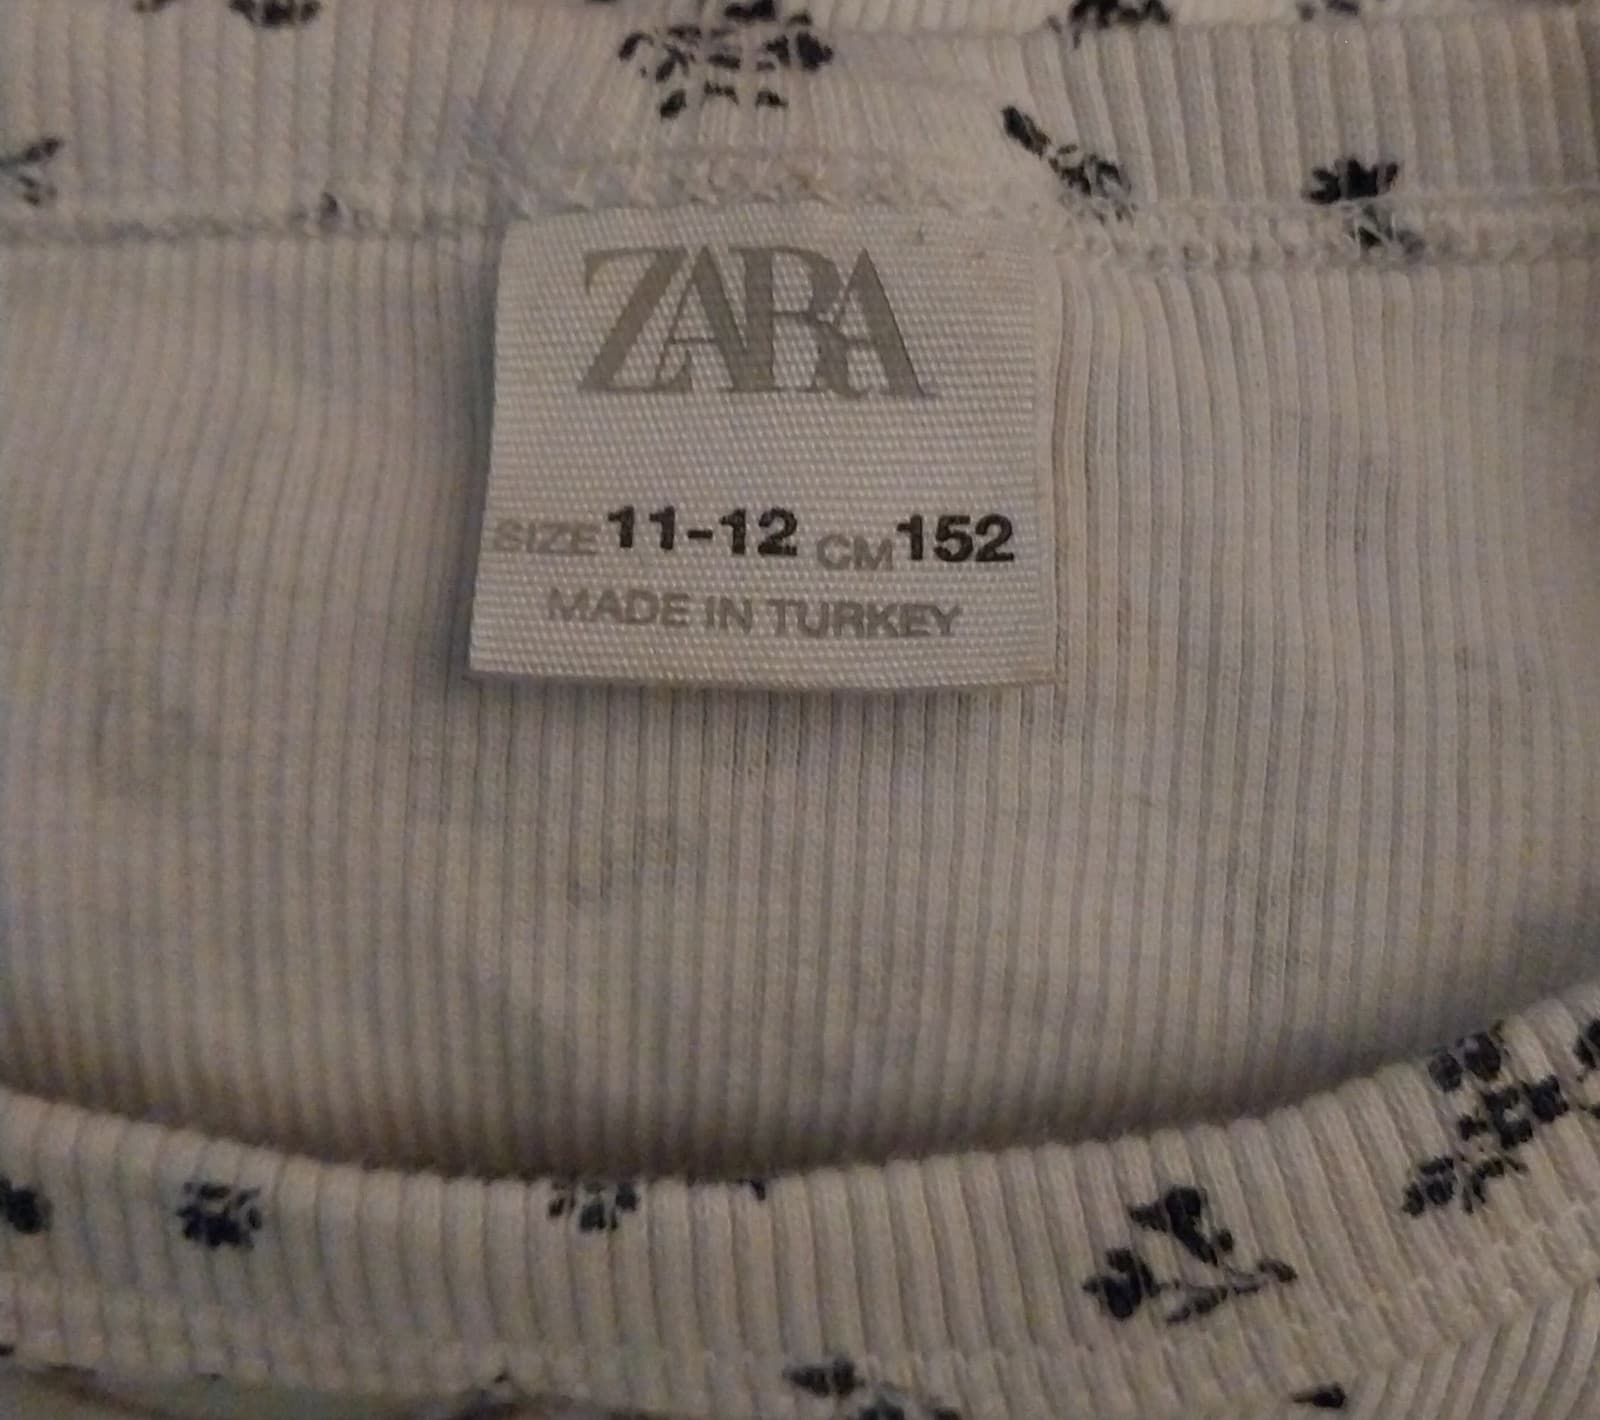 ZARA
SIZE 11-12 CM 152
MADE IN TURKEY